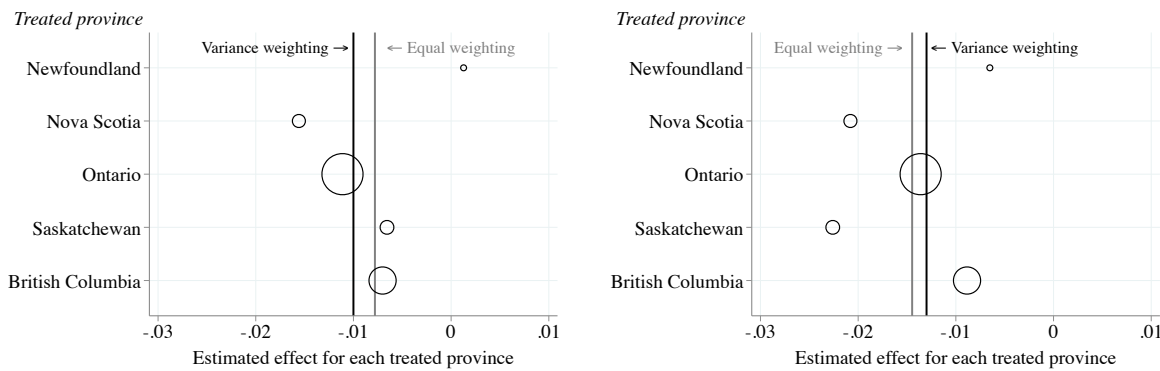 Treated province
Variance weighting → ← Equal weighting
Newfoundland
Nova Scotia
Ontario
Saskatchewan
British Columbia
-.03 -.02 -.01 0 .01
Estimated effect for each treated province
Treated province
Equal weighting → ← Variance weighting
Newfoundland
Nova Scotia
Ontario
Saskatchewan
British Columbia
-.03 -.02 -.01 0 .01
Estimated effect for each treated province